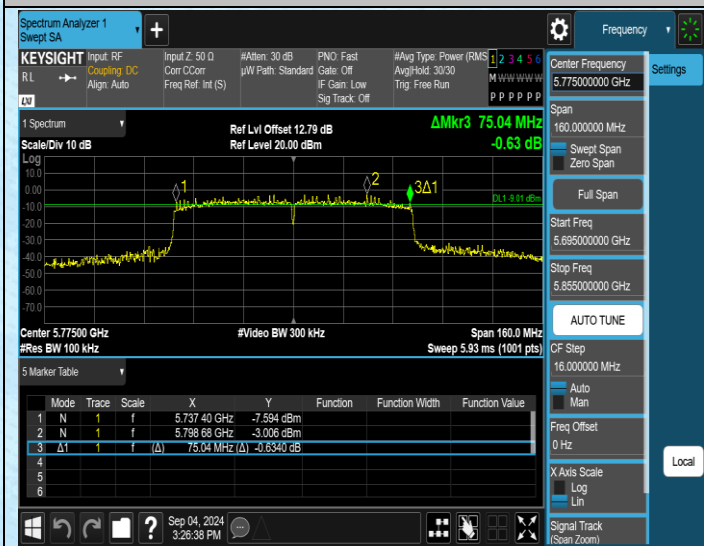 Spectrum Analyzer 1
Swept SA
+
Frequency
KEYSIGHT
RL
LXI
Input: RF
Coupling: DC
Align: Auto
Input Z: 50 Ω
Corr CCorr
Freq Ref: Int (S)
#Atten: 30 dB
µW Path: Standard
PNO: Fast
Gate: Off
IF Gain: Low
Sig Track: Off
#Avg Type: Power (RMS
Avg|Hold: 30/30
Trig: Free Run
1 2 3 4 5 6
M W W W W W
P P P P P P
1 Spectrum
Scale/Div 10 dB
Ref Lvl Offset 12.79 dB
Ref Level 20.00 dBm
ΔMkr3 75.04 MHz
-0.63 dB
Log
10.0
0.00
-10.0
-20.0
-30.0
-40.0
-50.0
-60.0
-70.0
1
2
3Δ1
DL1 -9.01 dBm
Center 5.77500 GHz
#Video BW 300 kHz
Span 160.0 MHz
#Res BW 100 kHz
Sweep 5.93 ms (1001 pts)
5 Marker Table
Mode Trace Scale X Y Function Function Width Function Value
1 N 1 f 5.737 40 GHz -7.594 dBm
2 N 1 f 5.798 68 GHz -3.006 dBm
3 Δ1 1 f (Δ) 75.04 MHz (Δ) -0.6340 dB
4
5
6
?
Sep 04, 2024
3:26:38 PM
Center Frequency
5.775000000 GHz
Span
160.000000 MHz
Swept Span
Zero Span
Full Span
Start Freq
5.695000000 GHz
Stop Freq
5.855000000 GHz
AUTO TUNE
CF Step
16.000000 MHz
Auto
Man
Freq Offset
0 Hz
X Axis Scale
Log
Lin
Signal Track
(Span Zoom)
Settings
Local